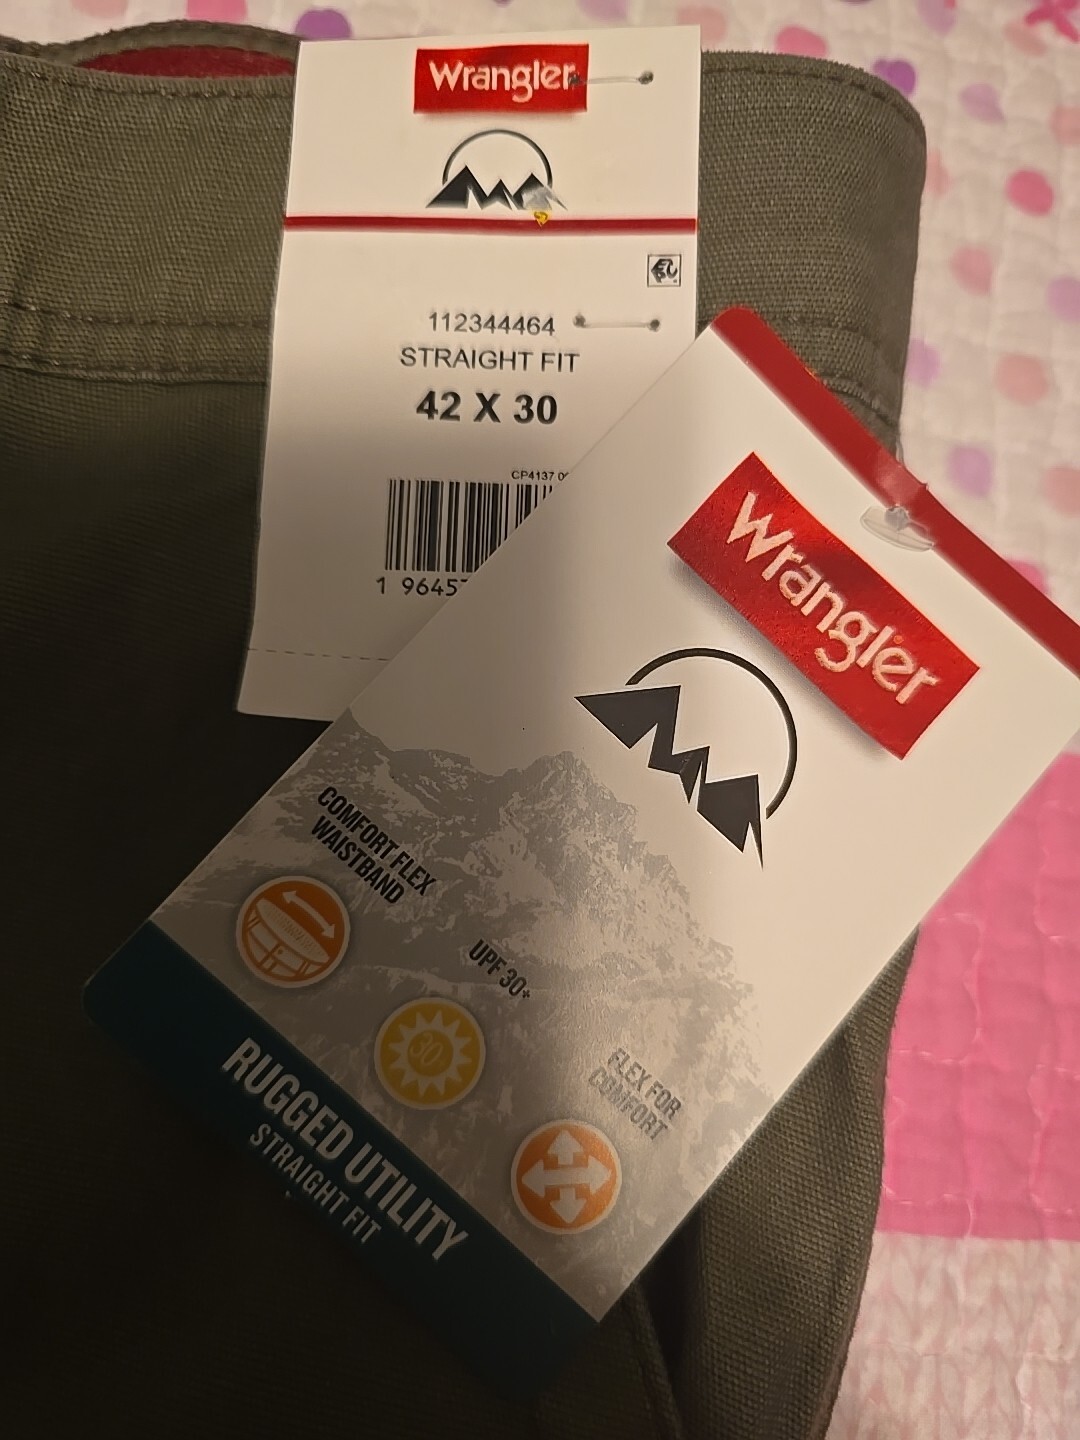 Wrangler
112344464
STRAIGHT FIT
42 X 30
CP4137
1 9645
Wrangler
COMFORT FLEX
WAISTBAND
UPF 30+
30+
FLEX FOR
COMFORT
RUGGED UTILITY
STRAIGHT FIT